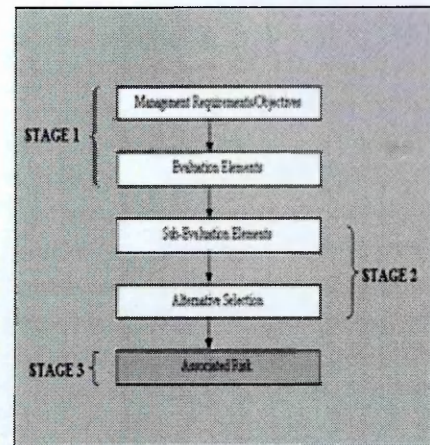 Management Requirements/Objectives
STAGE 1
Evaluation Elements
Sub-Evaluation Elements
STAGE 2
Alternative Selection
STAGE 3
Associated Risk